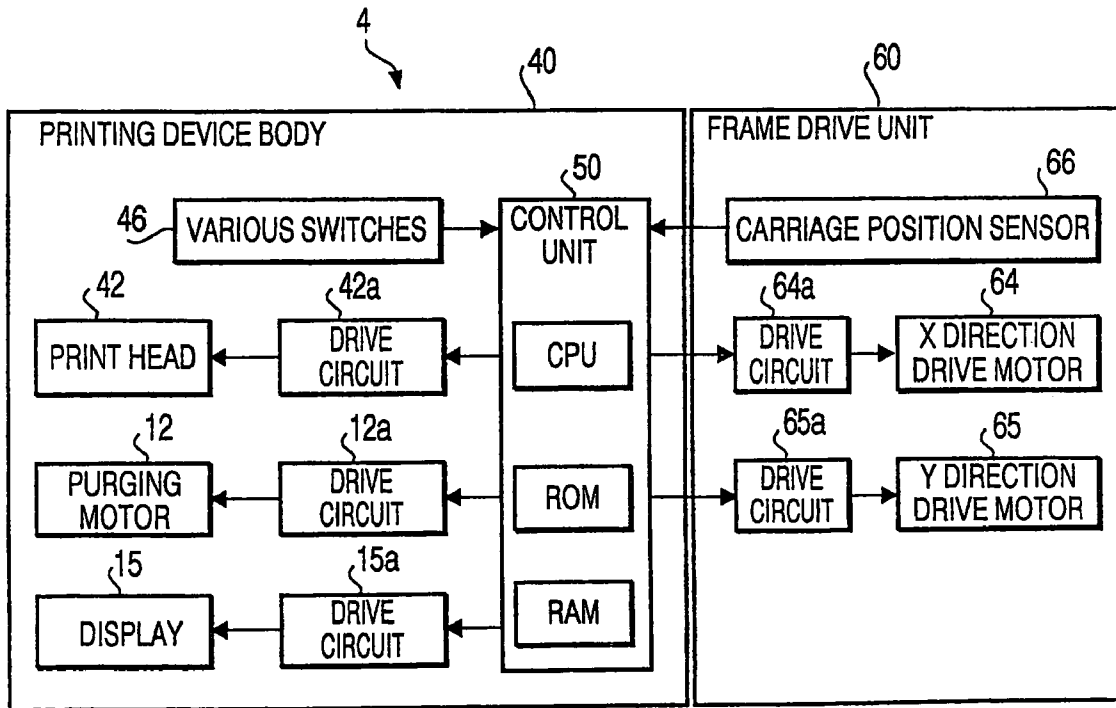 4
40
60
PRINTING DEVICE BODY
FRAME DRIVE UNIT
50
66
46
VARIOUS SWITCHES
CONTROL
UNIT
CARRIAGE POSITION SENSOR
42
42a
64a
64
PRINT HEAD
DRIVE
CIRCUIT
CPU
DRIVE
CIRCUIT
X DIRECTION
DRIVE MOTOR
12
12a
65a
65
PURGING
MOTOR
DRIVE
CIRCUIT
ROM
DRIVE
CIRCUIT
Y DIRECTION
DRIVE MOTOR
15
15a
DISPLAY
DRIVE
CIRCUIT
RAM